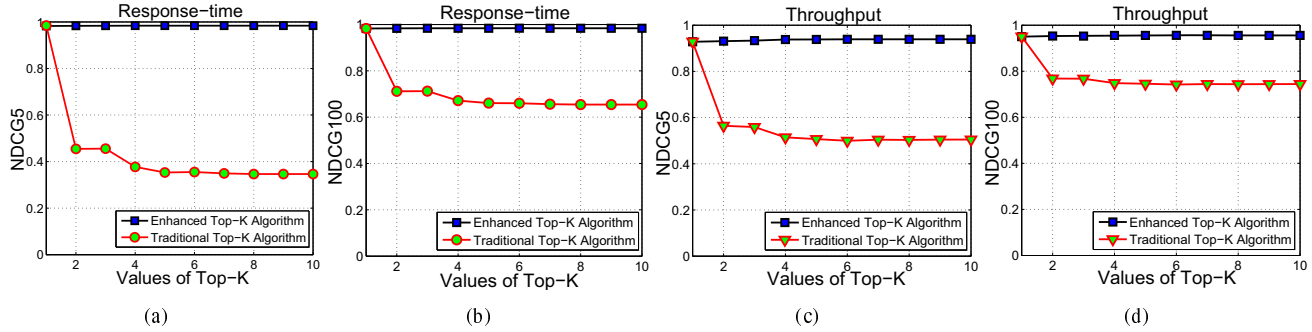 Response-time
NDCG5
1
0.8
0.6
0.4
0.2
0
2 4 6 8 10
Values of Top-K
Enhanced Top-K Algorithm
Traditional Top-K Algorithm
(a)
Response-time
NDCG100
1
0.8
0.6
0.4
0.2
0
2 4 6 8 10
Values of Top-K
Enhanced Top-K Algorithm
Traditional Top-K Algorithm
(b)
Throughput
NDCG5
1
0.8
0.6
0.4
0.2
0
2 4 6 8 10
Values of Top-K
Enhanced Top-K Algorithm
Traditional Top-K Algorithm
(c)
Throughput
NDCG100
1
0.8
0.6
0.4
0.2
0
2 4 6 8 10
Values of Top-K
Enhanced Top-K Algorithm
Traditional Top-K Algorithm
(d)